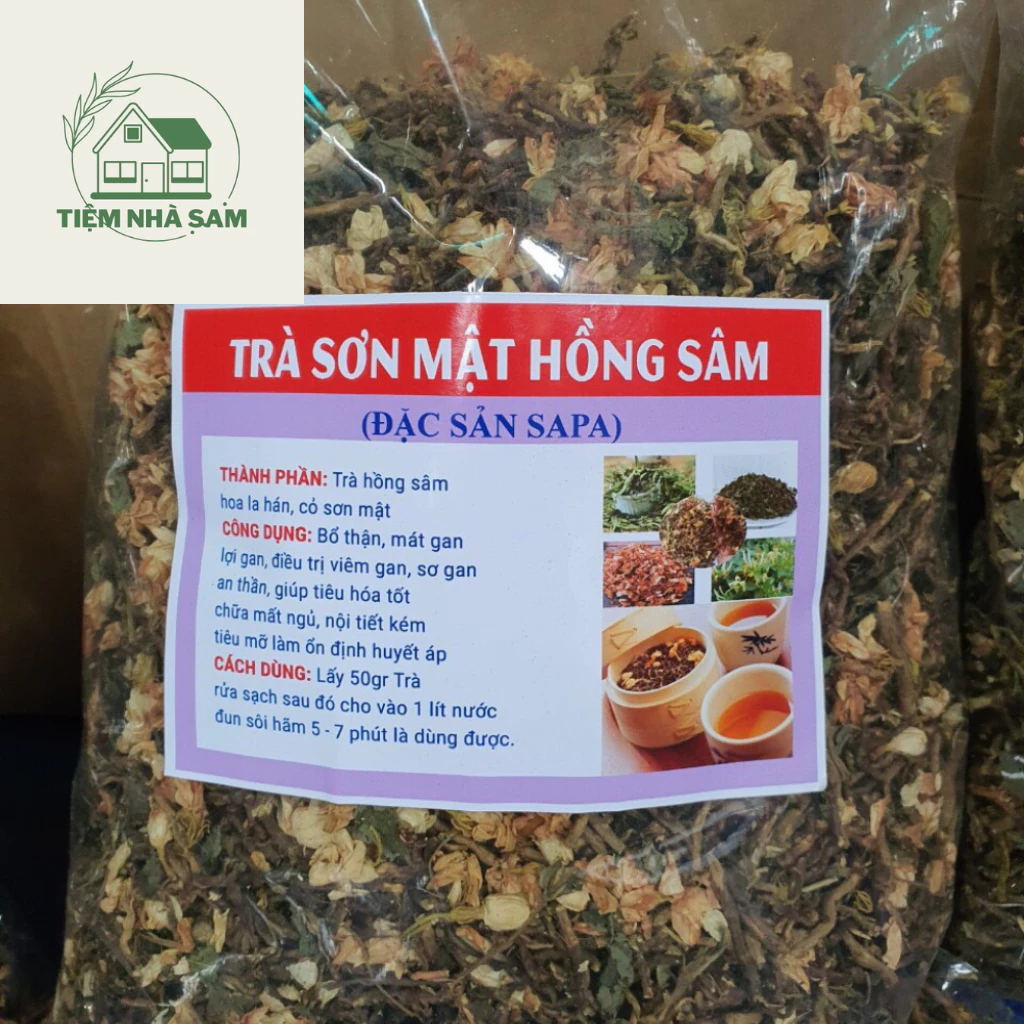 TIỆM NHÀ SẠM
TRÀ SƠN MẬT HỒNG SÂM
(ĐẶC SẢN SAPA)
THÀNH PHẦN: Trà hồng sâm
hoa la hán, cỏ sơn mật
CÔNG DỤNG: Bổ thận, mát gan
lợi gan, điều trị viêm gan, sơ gan
an thần, giúp tiêu hóa tốt
chữa mất ngủ, nội tiết kém
tiêu mỡ làm ổn định huyết áp
CÁCH DÙNG: Lấy 50gr Trà
rửa sạch sau đó cho vào 1 lít nước
đun sôi hãm 5 - 7 phút là dùng được.